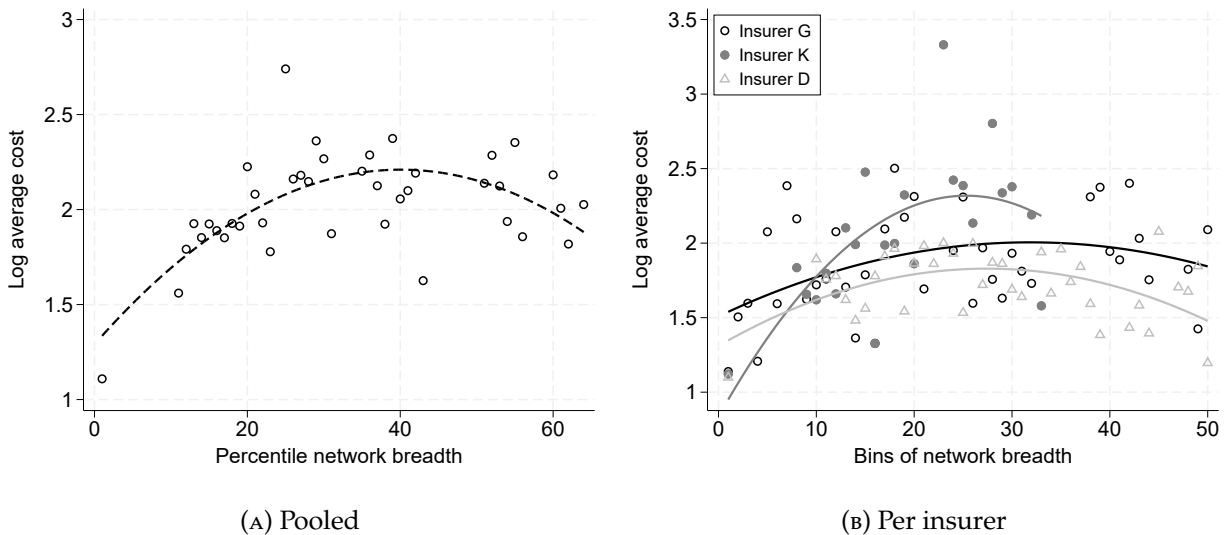 3
2.5
2
1.5
1
Log average cost
0
20
40
60
Percentile network breadth
(A) Pooled
3.5
3
2.5
2
1.5
1
Log average cost
Insurer G
Insurer K
Insurer D
0
10
20
30
40
50
Bins of network breadth
(B) Per insurer